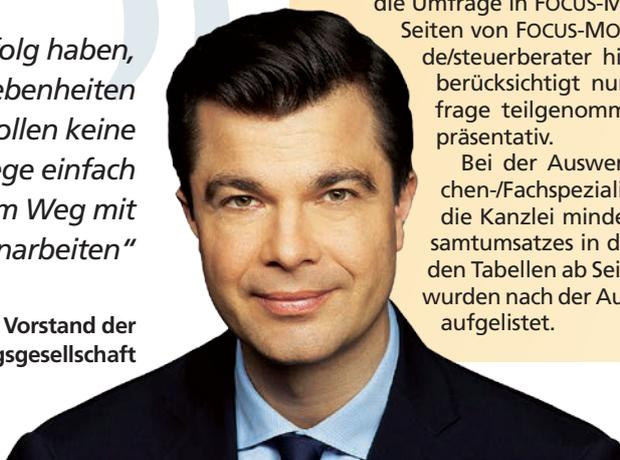 folg haben,
ebenheiten
ollen keine
ege einfach
m Weg mit
narbeiten“
Vorstand der
gsgesellschaft
die Umfrage in FOCUS-M
Seiten von FOCUS-MO
de/steuerberater hi
berücksichtigt nur
frage teilgenomm
präsentativ.
Bei der Auswer
chen-/Fachspeziali
die Kanzlei minde
samtumsatzes in d
den Tabellen ab Sei
wurden nach der Au
aufgelistet.